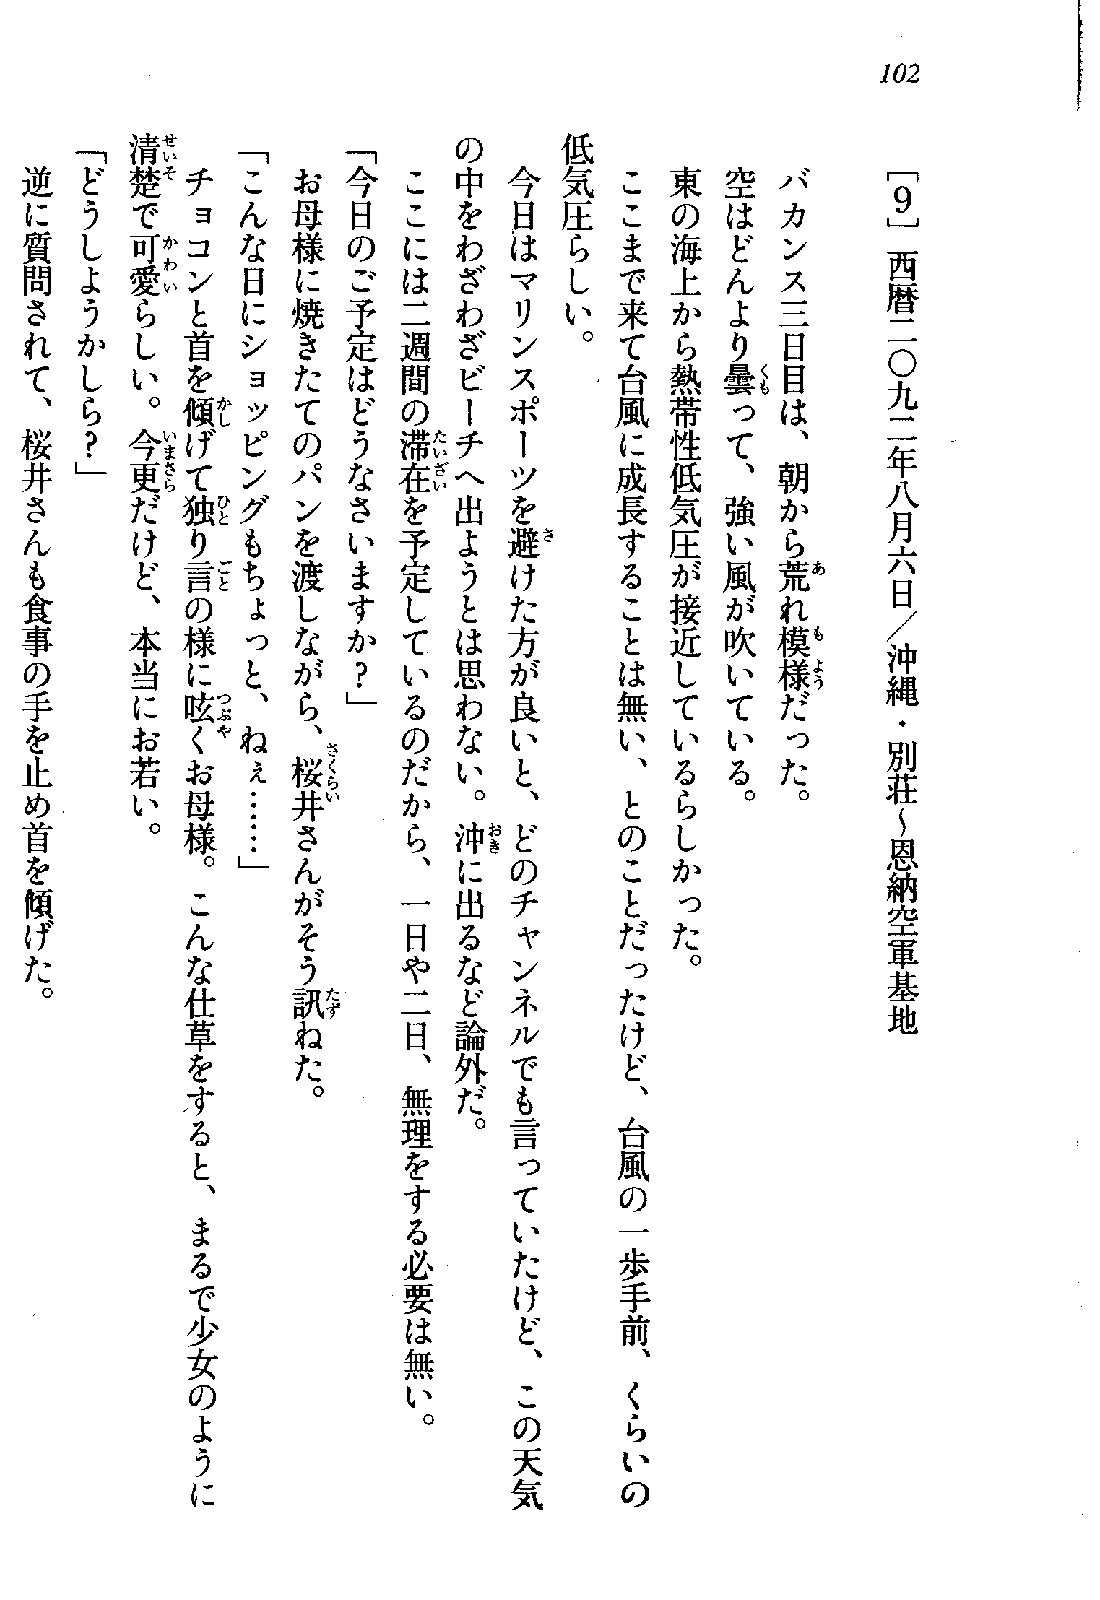 102
［9］西暦二〇九二年八月六日／沖縄・別荘～恩納空軍基地
バカンス三日目は、朝から荒れ模様だった。
空はどんより曇って、強い風が吹いている。
東の海上から熱帯性低気圧が接近しているらしかった。
ここまで来て台風に成長することは無い、とのことだったけど、台風の一歩手前、くらいの
低気圧らしい。
今日はマリンスポーツを避けた方が良いと、どのチャンネルでも言っていたけど、この天気
の中をわざわざビーチへ出ようとは思わない。沖に出るなど論外だ。
ここには二週間の滞在を予定しているのだから、一日や二日、無理をする必要は無い。
「今日のご予定はどうなさいますか？」
お母様に焼きたてのパンを渡しながら、桜井さんがそう訊ねた。
「こんな日にショッピングもちょっと、ねぇ……」
チョコンと首を傾げて独り言の様に呟くお母様。こんな仕草をすると、まるで少女のように
清楚で可愛らしい。今更だけど、本当にお若い。
「どうしようかしら？」
逆に質問されて、桜井さんも食事の手を止め首を傾げた。